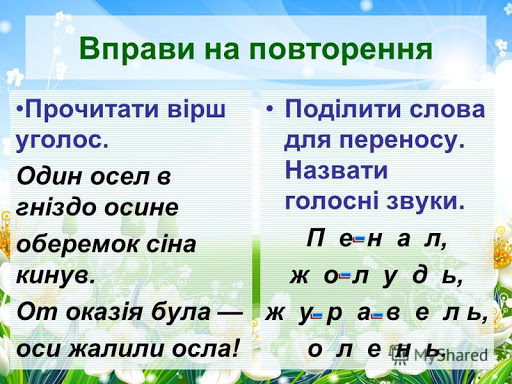 Вправи на повторення
•Прочитати вірш
уголос.
Один осел в
гніздо осине
оберемок сіна
кинув.
От оказія була —
оси жалили осла!
• Поділити слова
для переносу.
Назвати
голосні звуки.
П е-н а л,
ж о-л у д ь,
ж у-р а-в е л ь,
о л е н ь.
MyShared